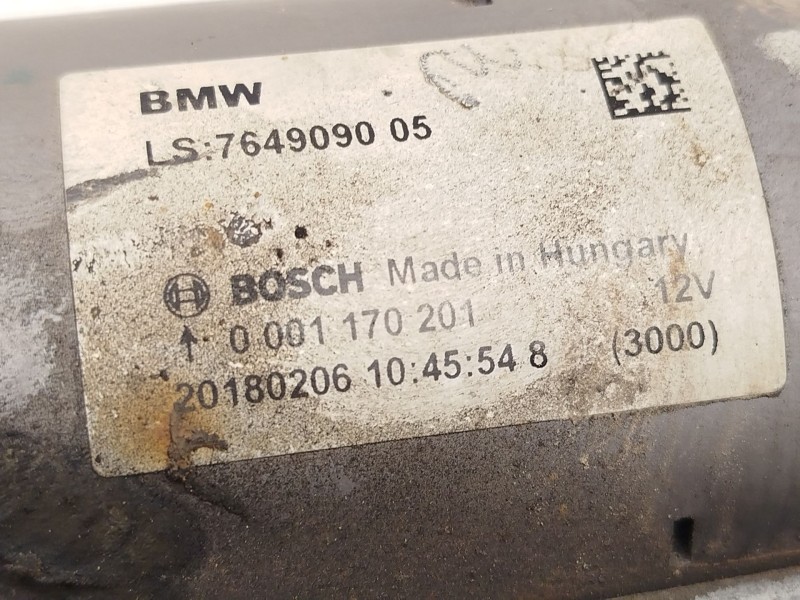 BMW
LS:7649090 05
BOSCH Made in Hungary
0 001 170 201 12V
20180206 10:45:54 8 (3000)